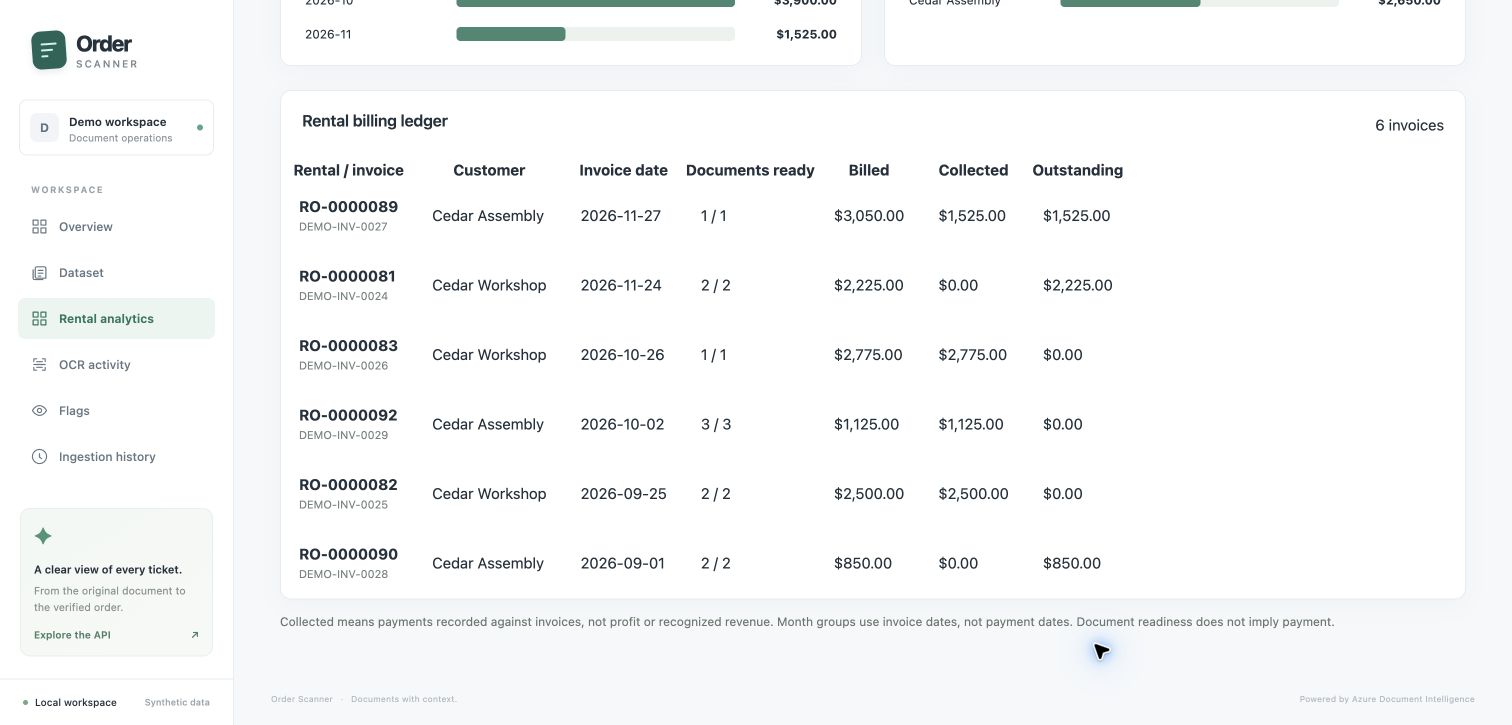 Order
SCANNER
D
Demo workspace
Document operations
WORKSPACE
Overview
Dataset
Rental analytics
OCR activity
Flags
Ingestion history
A clear view of every ticket.
From the original document to
the verified order.
Explore the API
Local workspace Synthetic data
2026-10 $3,900.00
2026-11 $1,525.00
Cedar Assembly $2,650.00
Rental billing ledger
6 invoices
Rental / invoice Customer Invoice date Documents ready Billed Collected Outstanding
RO-0000089
DEMO-INV-0027
Cedar Assembly 2026-11-27 1 / 1 $3,050.00 $1,525.00 $1,525.00
RO-0000081
DEMO-INV-0024
Cedar Workshop 2026-11-24 2 / 2 $2,225.00 $0.00 $2,225.00
RO-0000083
DEMO-INV-0026
Cedar Workshop 2026-10-26 1 / 1 $2,775.00 $2,775.00 $0.00
RO-0000092
DEMO-INV-0029
Cedar Assembly 2026-10-02 3 / 3 $1,125.00 $1,125.00 $0.00
RO-0000082
DEMO-INV-0025
Cedar Workshop 2026-09-25 2 / 2 $2,500.00 $2,500.00 $0.00
RO-0000090
DEMO-INV-0028
Cedar Assembly 2026-09-01 2 / 2 $850.00 $0.00 $850.00
Collected means payments recorded against invoices, not profit or recognized revenue. Month groups use invoice dates, not payment dates. Document readiness does not imply payment.
Order Scanner · Documents with context.
Powered by Azure Document Intelligence